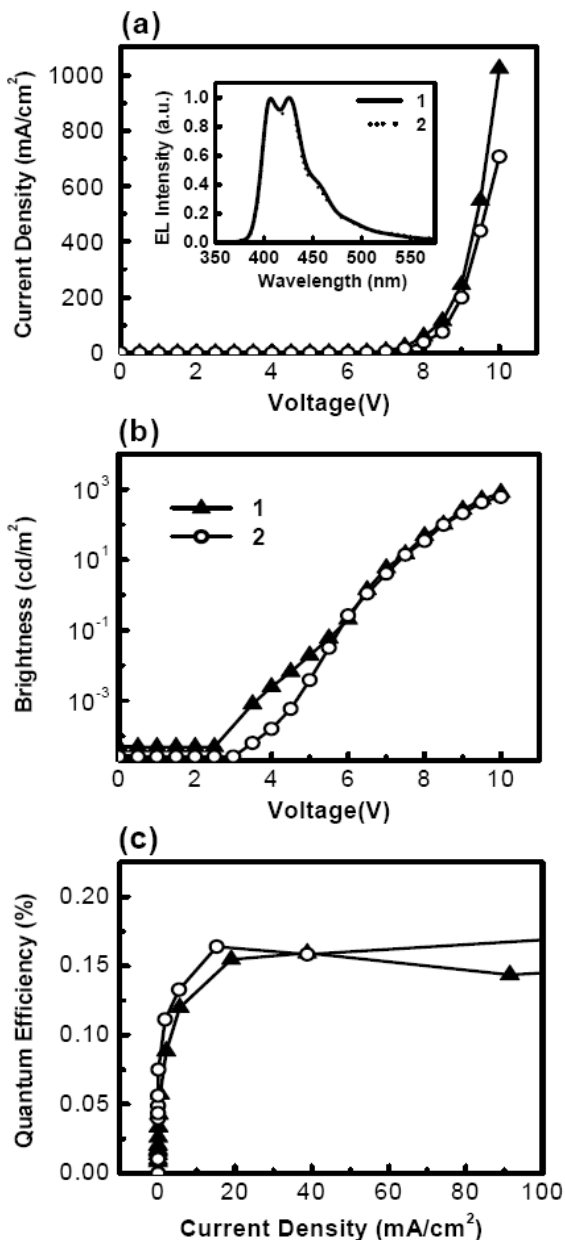 (a)
Current Density (mA/cm²)
1000
800
600
400
200
0
EL Intensity (a.u.)
1.0
0.8
0.6
0.4
0.2
0.0
1
2
350 400 450 500 550
Wavelength (nm)
0 2 4 6 8 10
Voltage(V)
(b)
Brightness (cd/m²)
10³
10¹
10⁻¹
10⁻³
1
2
0 2 4 6 8 10
Voltage(V)
(c)
Quantum Efficiency (%)
0.20
0.15
0.10
0.05
0.00
0 20 40 60 80 100
Current Density (mA/cm²)